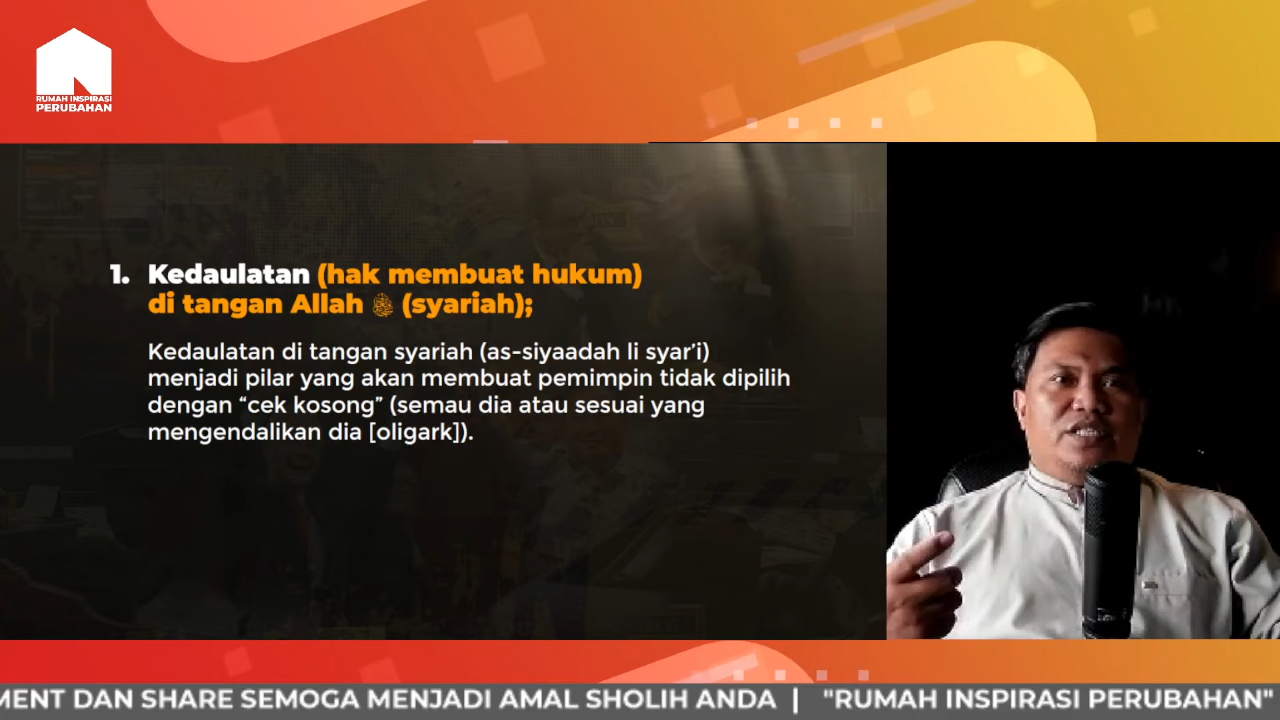 RUMAH INSPIRASI
PERUBAHAN
1. Kedaulatan (hak membuat hukum)
di tangan Allah ﷻ (syariah);
Kedaulatan di tangan syariah (as-siyaadah li syar’i)
menjadi pilar yang akan membuat pemimpin tidak dipilih
dengan “cek kosong” (semau dia atau sesuai yang
mengendalikan dia [oligark]).
MENT DAN SHARE SEMOGA MENJADI AMAL SHOLIH ANDA | "RUMAH INSPIRASI PERUBAHAN"